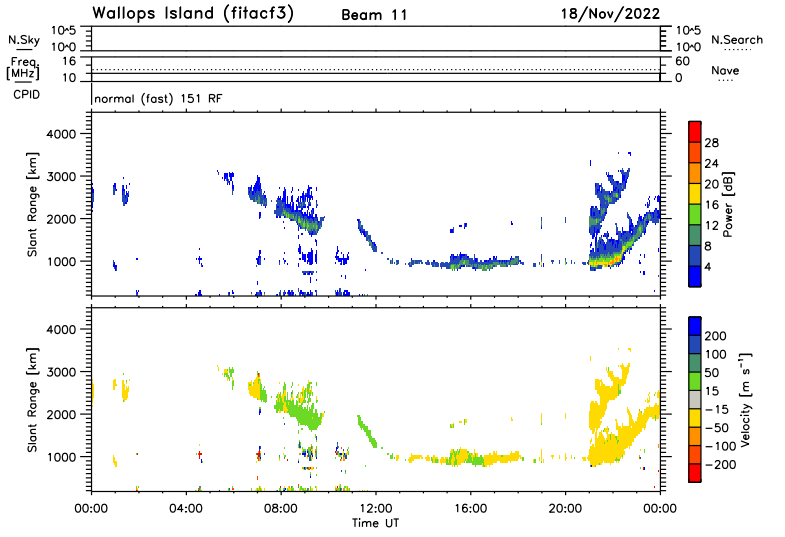 Wallops Island (fitacf3) Beam 11 18/Nov/2022
10^5 10^5
N.Sky N.Search
10^0 10^0
Freq. 16 60
[MHz] Nave
10 0
CPID normal (fast) 151 RF
4000
3000
2000
1000
Slant Range [km]
28
24
20
16
12
8
4
Power [dB]
4000
3000
2000
1000
Slant Range [km]
200
100
50
15
-15
-50
-100
-200
Velocity [m s⁻¹]
00:00 04:00 08:00 12:00 16:00 20:00 00:00
Time UT